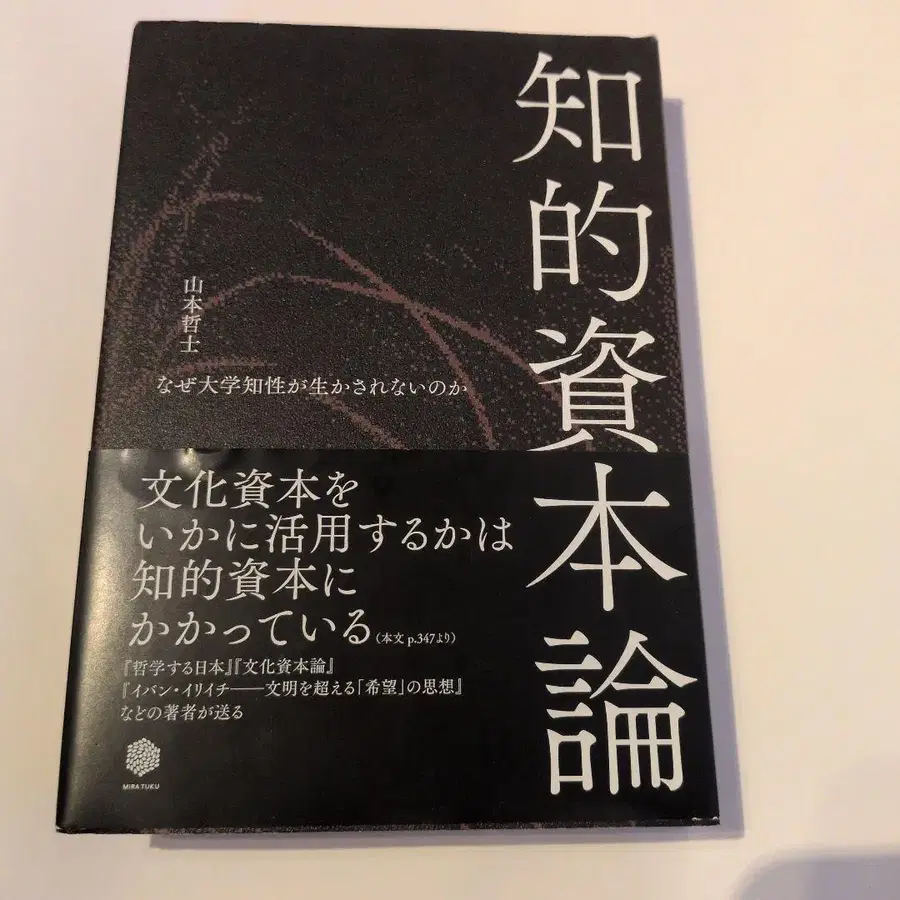 知的資本論
山本哲士
なぜ大学知性が生かされないのか
文化資本を
いかに活用するかは
知的資本に
かかっている(本文p.347より)
『哲学する日本』『文化資本論』
『イバン・イリイチ――文明を超える「希望」の思想』
などの著者が送る
MIRA TUKU